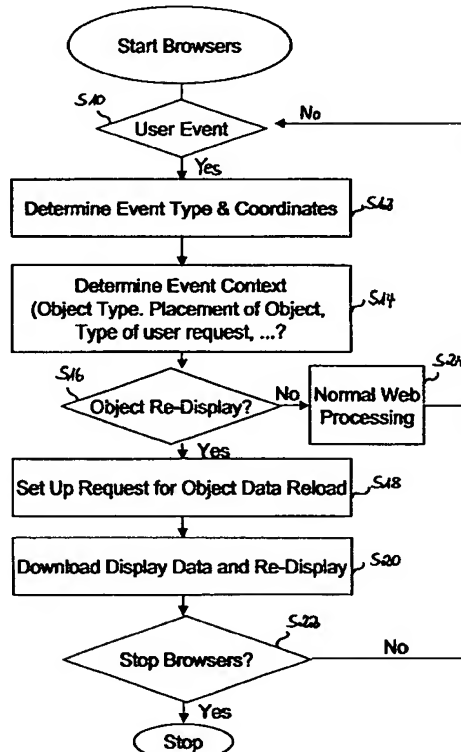 Start Browsers
S10
User Event
No
Yes
Determine Event Type & Coordinates
Determine Event Context
S14
(Object Type. Placement of Object,
Type of user request, ...?
S16
Object Re-Display?
No
Normal Web
Processing
Yes
Set Up Request for Object Data Reload
S18
Download Display Data and Re-Display
S20
S22
Stop Browsers?
No
Yes
Stop